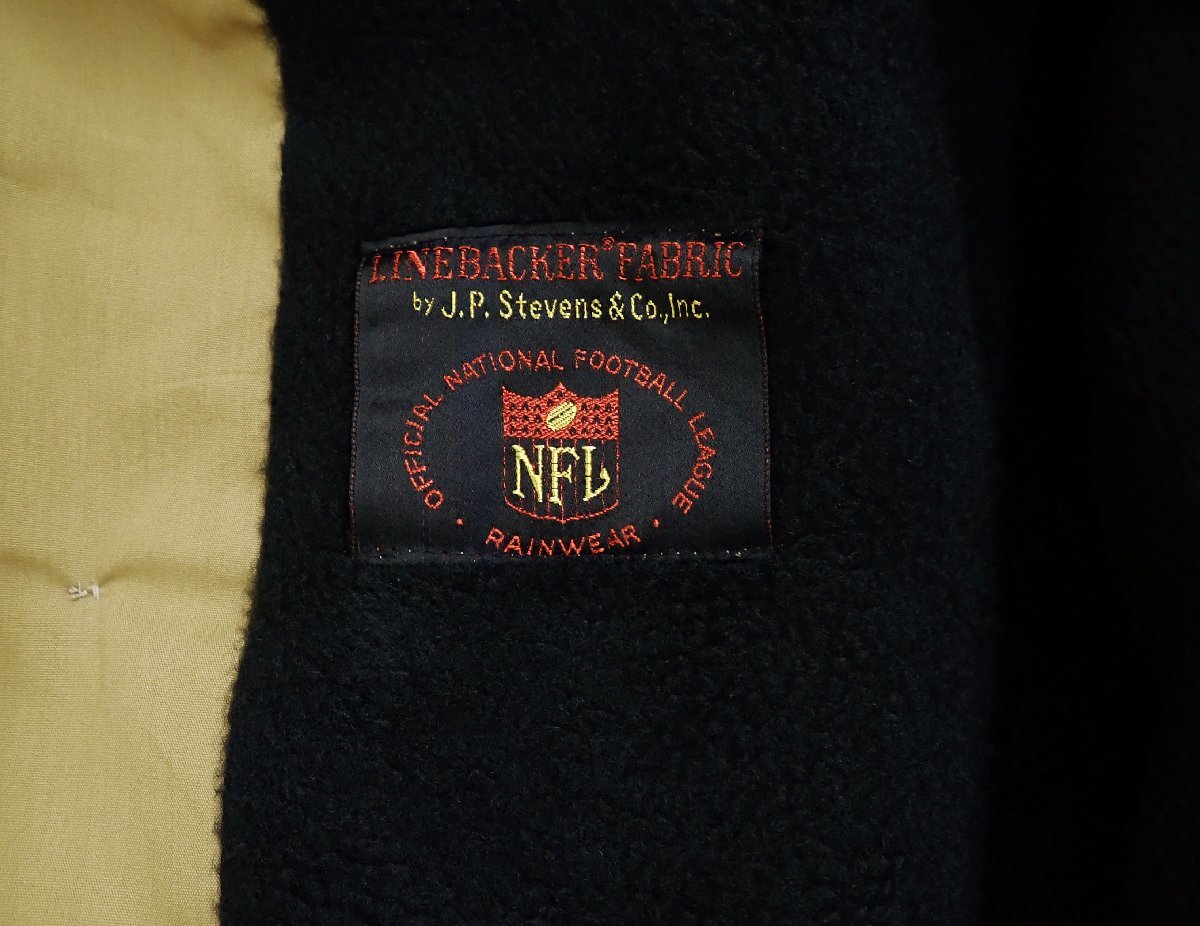 LINEBACKER® FABRIC
by J.P. Stevens & Co., Inc.
OFFICIAL NATIONAL FOOTBALL LEAGUE
NFL
· RAINWEAR ·